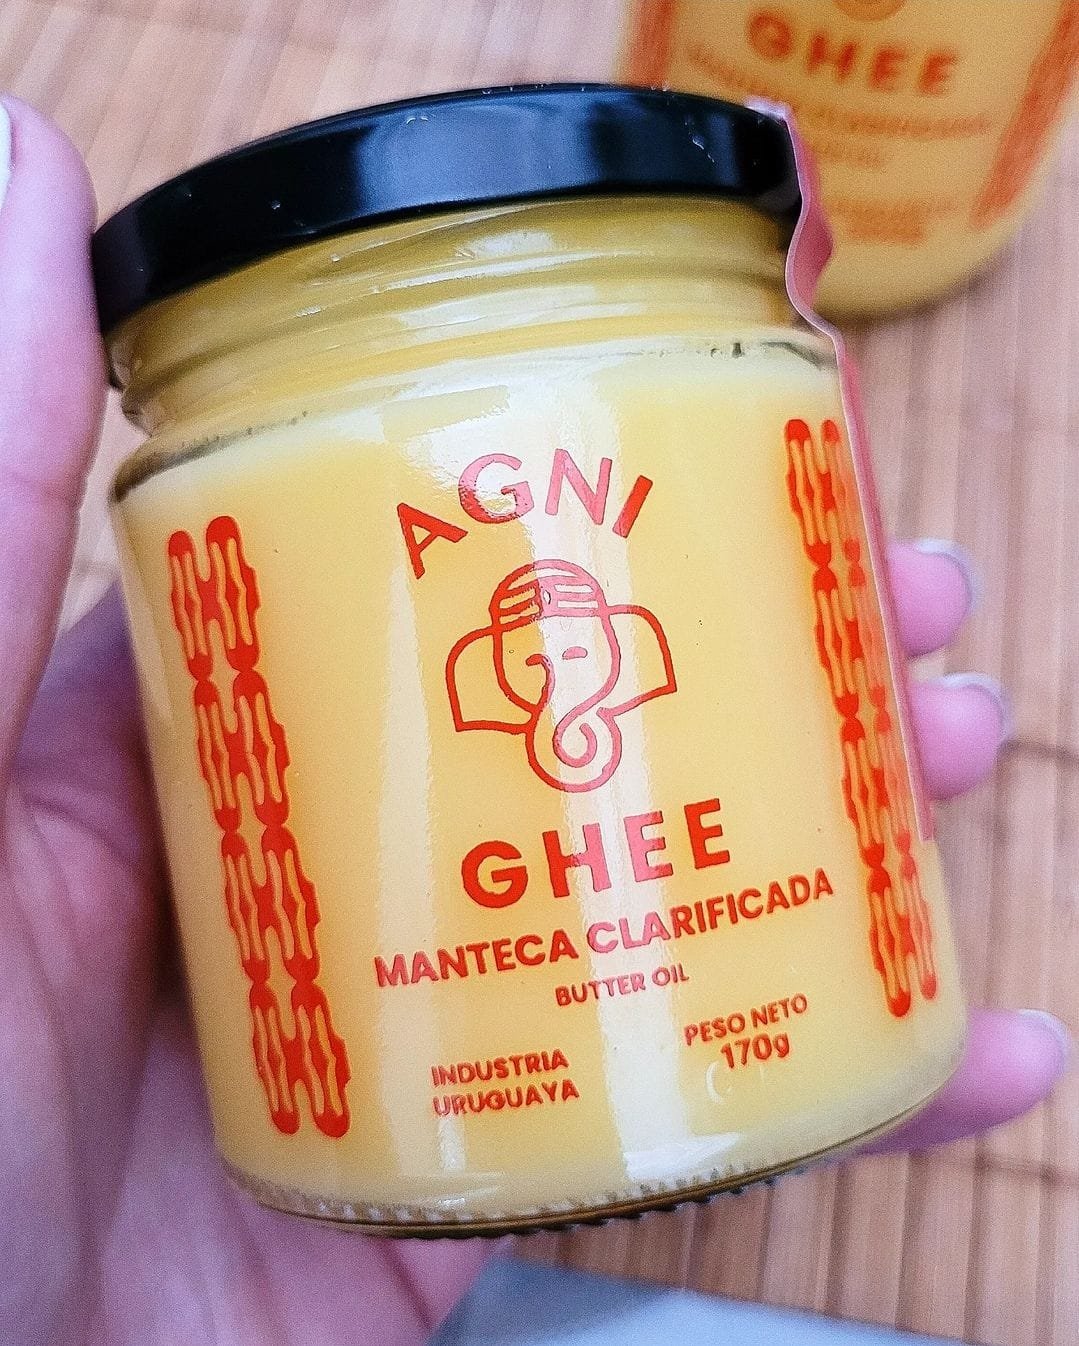 AGNI
GHEE
MANTECA CLARIFICADA
BUTTER OIL
INDUSTRIA
URUGUAYA
PESO NETO
170g
GHEE